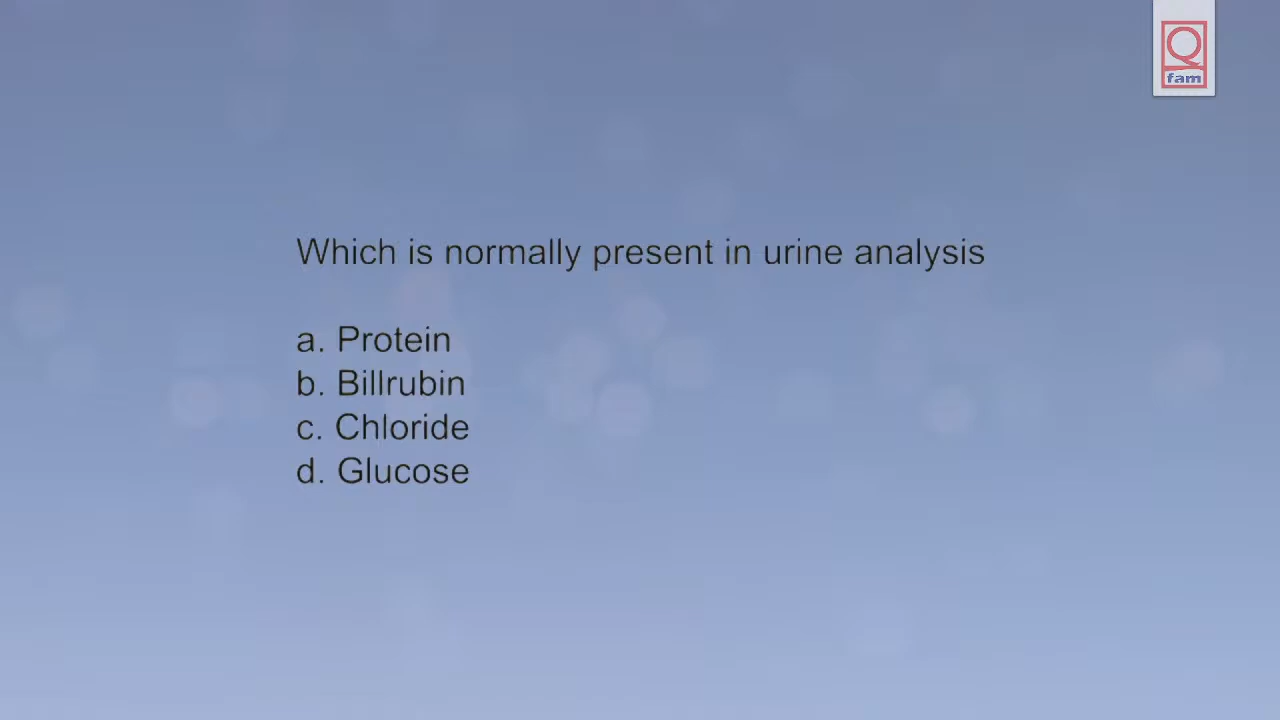 Q
fam
Which is normally present in urine analysis
a. Protein
b. Billrubin
c. Chloride
d. Glucose